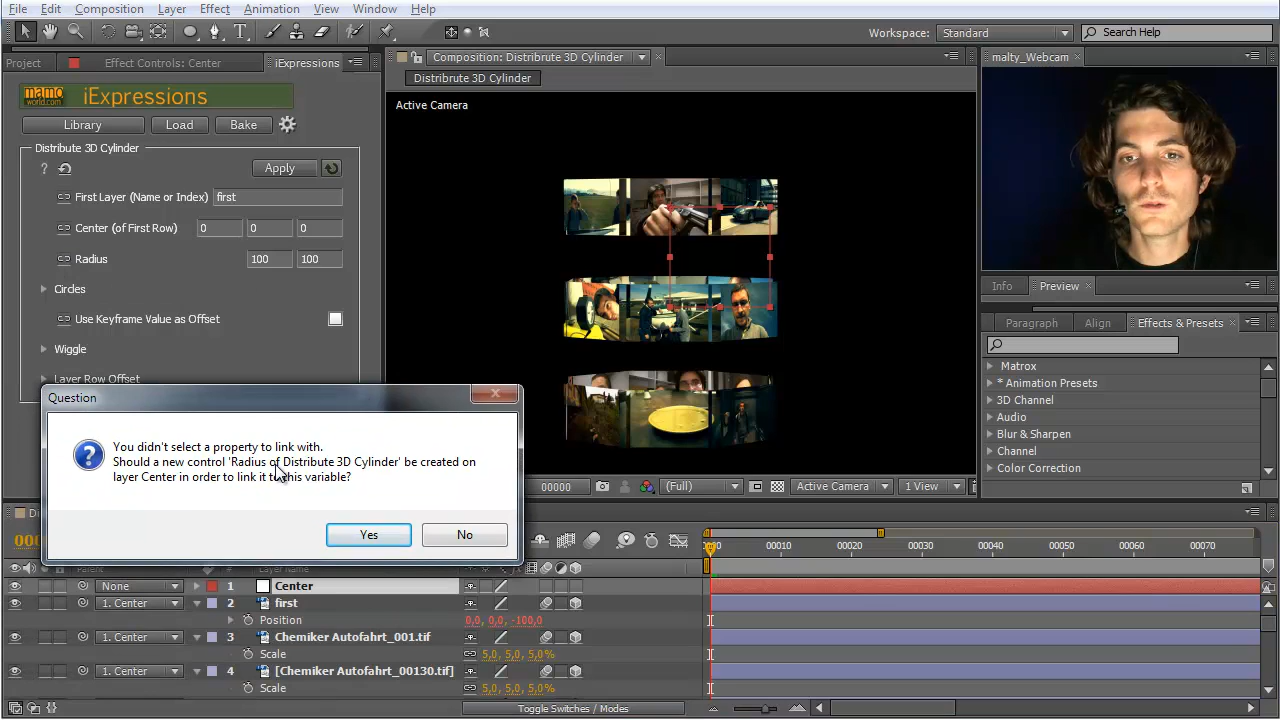 File Edit Composition Layer Effect Animation View Window Help
Workspace: Standard Search Help
Project Effect Controls: Center iExpressions
Composition: Distribrute 3D Cylinder
malty_Webcam
Distribrute 3D Cylinder
mamo
world.com
iExpressions
Active Camera
Library Load Bake
Distribute 3D Cylinder
? Apply
First Layer (Name or Index) first
Center (of First Row) 0 0 0
Radius 100 100
Circles
Use Keyframe Value as Offset
Wiggle
Layer Row Offset
Info Preview
Paragraph Align Effects & Presets
Matrox
* Animation Presets
3D Channel
Audio
Blur & Sharpen
Channel
Color Correction
Question
You didn't select a property to link with.
Should a new control 'Radius of Distribute 3D Cylinder' be created on
layer Center in order to link it to this variable?
Yes No
00000 (Full) Active Camera 1 View
00010 00020 00030 00040 00050 00060 00070
None 1 Center
1. Center 2 first
Position 0,0, 0,0, -100,0
1. Center 3 Chemiker Autofahrt_001.tif
Scale 5,0, 5,0, 5,0%
1. Center 4 [Chemiker Autofahrt_00130.tif]
Scale 5,0, 5,0, 5,0%
Toggle Switches / Modes